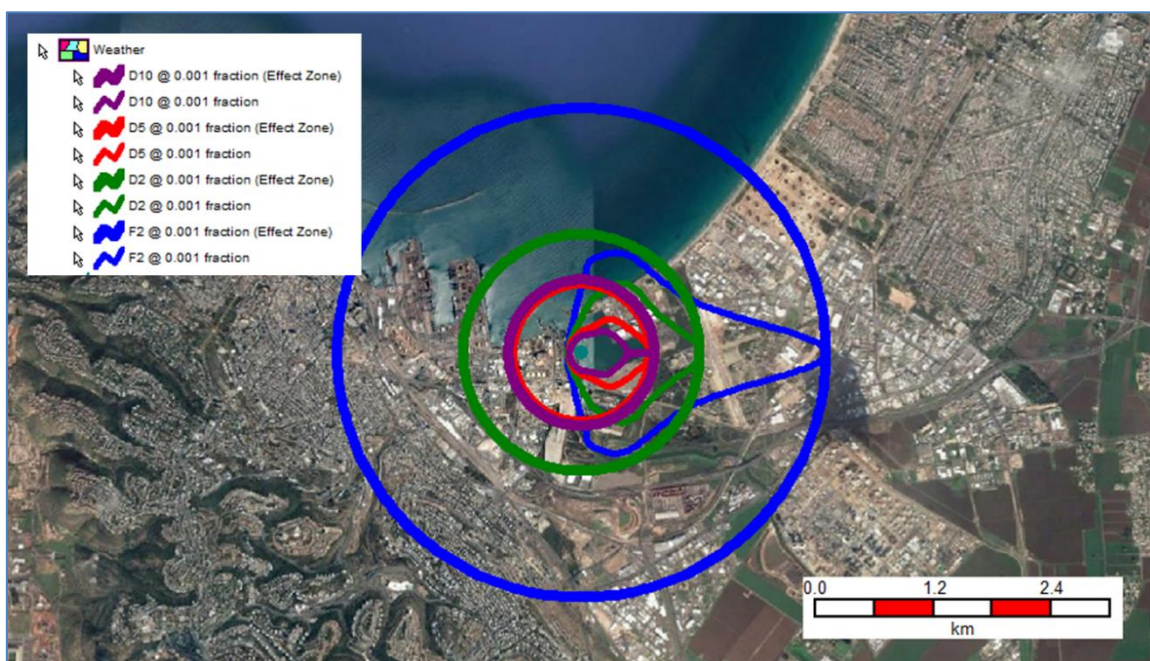 Weather
D10 @ 0.001 fraction (Effect Zone)
D10 @ 0.001 fraction
D5 @ 0.001 fraction (Effect Zone)
D5 @ 0.001 fraction
D2 @ 0.001 fraction (Effect Zone)
D2 @ 0.001 fraction
F2 @ 0.001 fraction (Effect Zone)
F2 @ 0.001 fraction
0.0 1.2 2.4
km